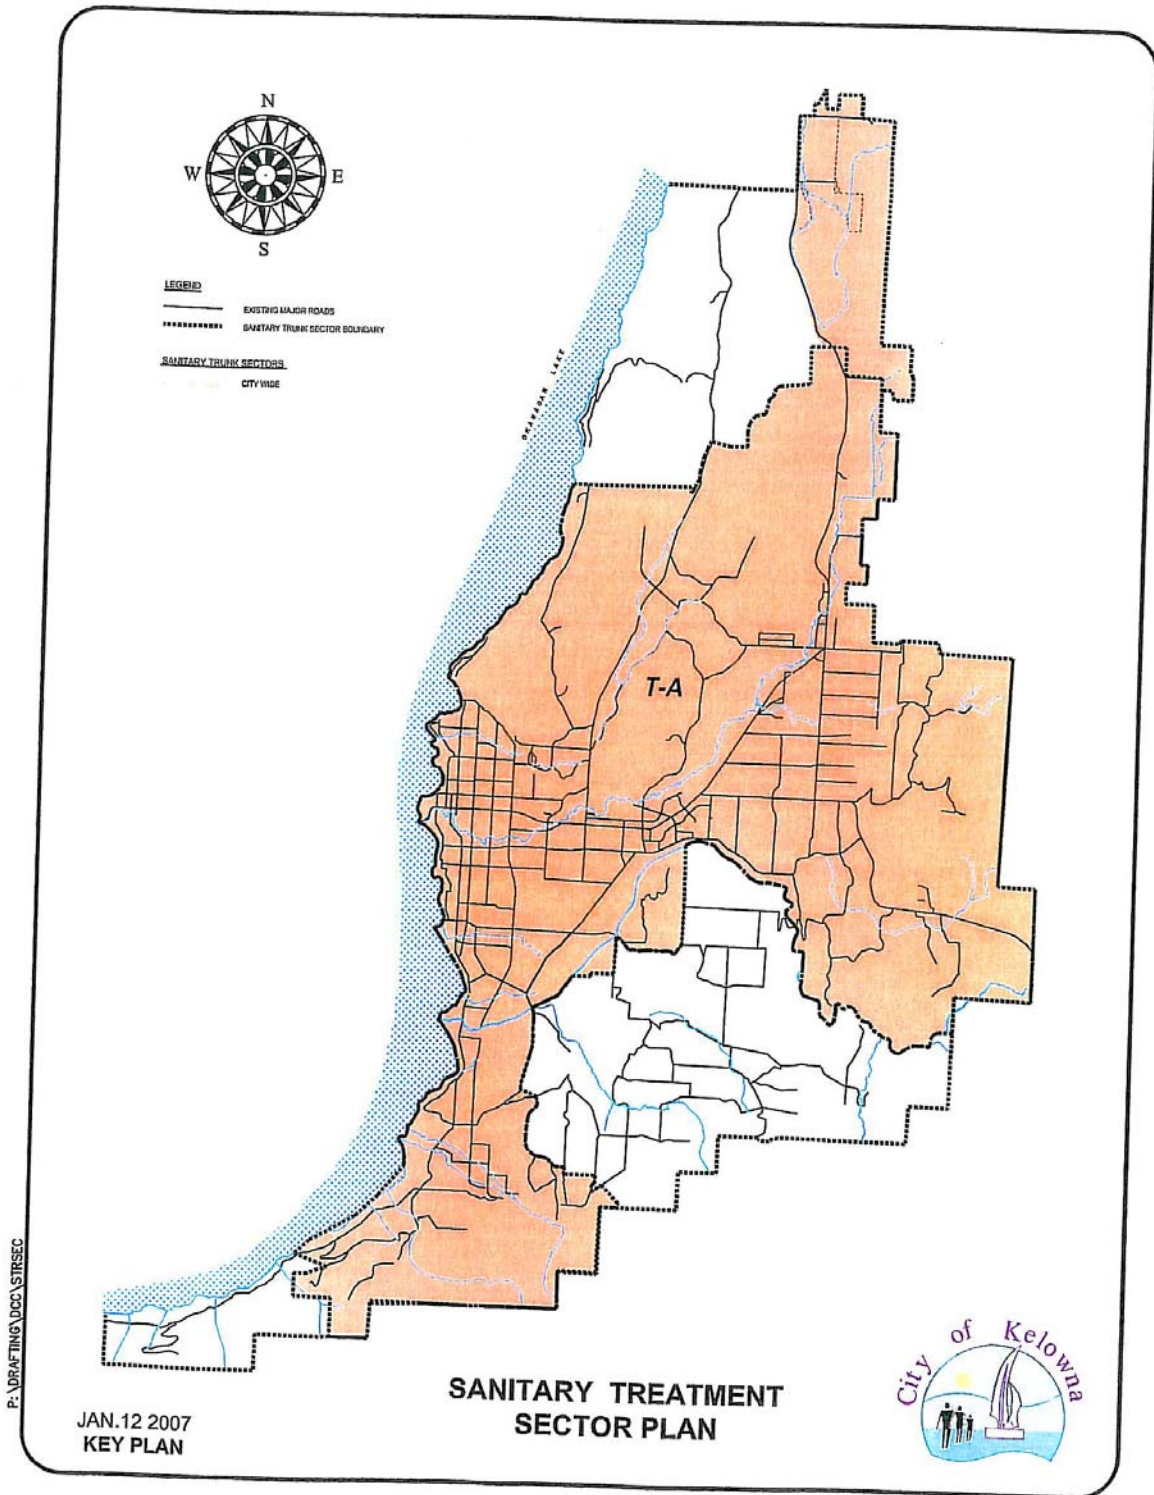 N
W E
S
LEGEND
EXISTING MAJOR ROADS
SANITARY TRUNK SECTOR BOUNDARY
SANITARY TRUNK SECTORS
CITY WIDE
OKANAGAN LAKE
T-A
P:\DRAFTING\DCC\STRSEC
JAN.12 2007
KEY PLAN
SANITARY TREATMENT
SECTOR PLAN
City of Kelowna